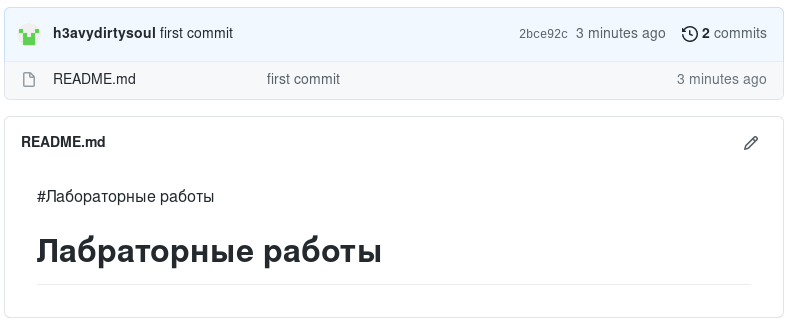 h3avydirtysoul first commit 2bce92c 3 minutes ago 2 commits
README.md first commit 3 minutes ago
README.md
#Лабораторные работы
Лабраторные работы